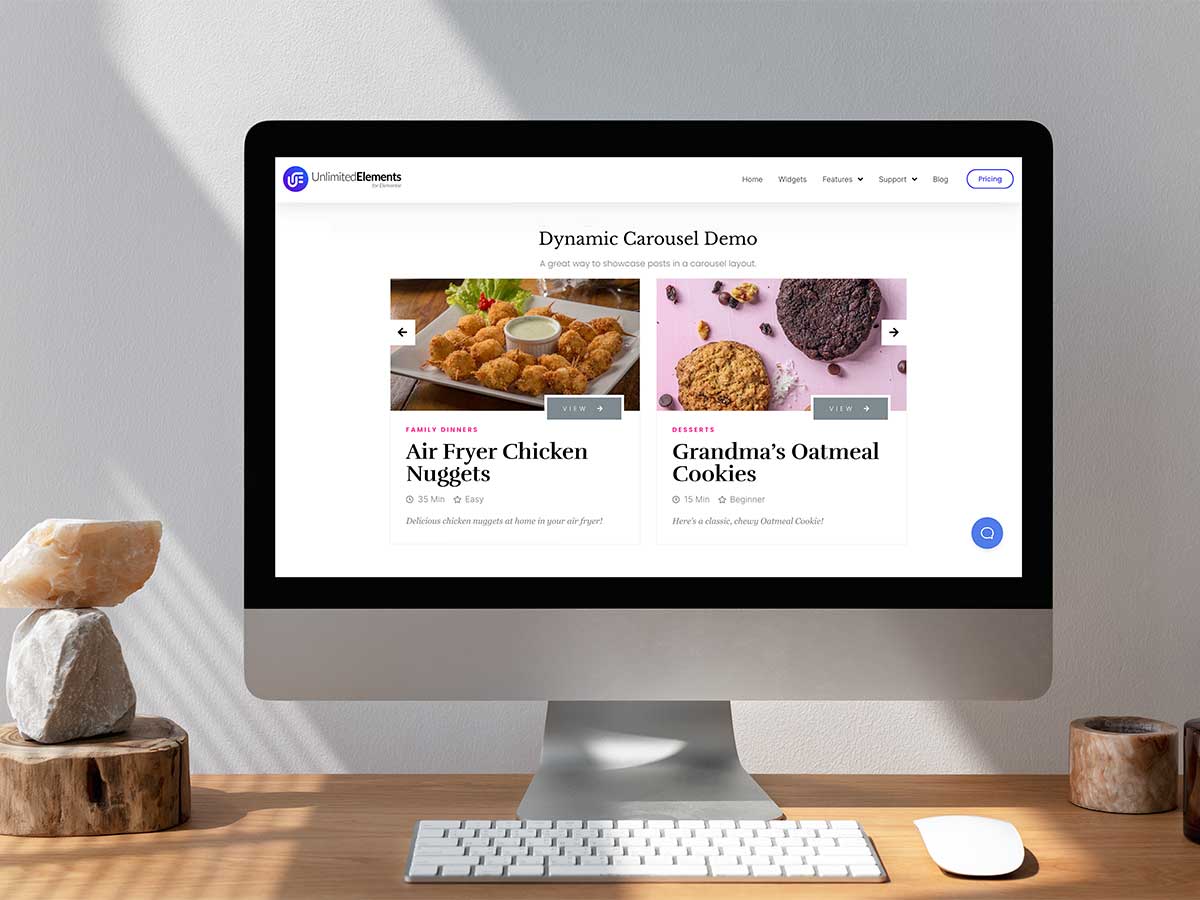 UnlimitedElements
for Elementor
Home Widgets Features Support Blog Pricing
Dynamic Carousel Demo
A great way to showcase posts in a carousel layout.
VIEW
VIEW
FAMILY DINNERS
Air Fryer Chicken
Nuggets
35 Min Easy
Delicious chicken nuggets at home in your air fryer!
DESSERTS
Grandma’s Oatmeal
Cookies
15 Min Beginner
Here's a classic, chewy Oatmeal Cookie!